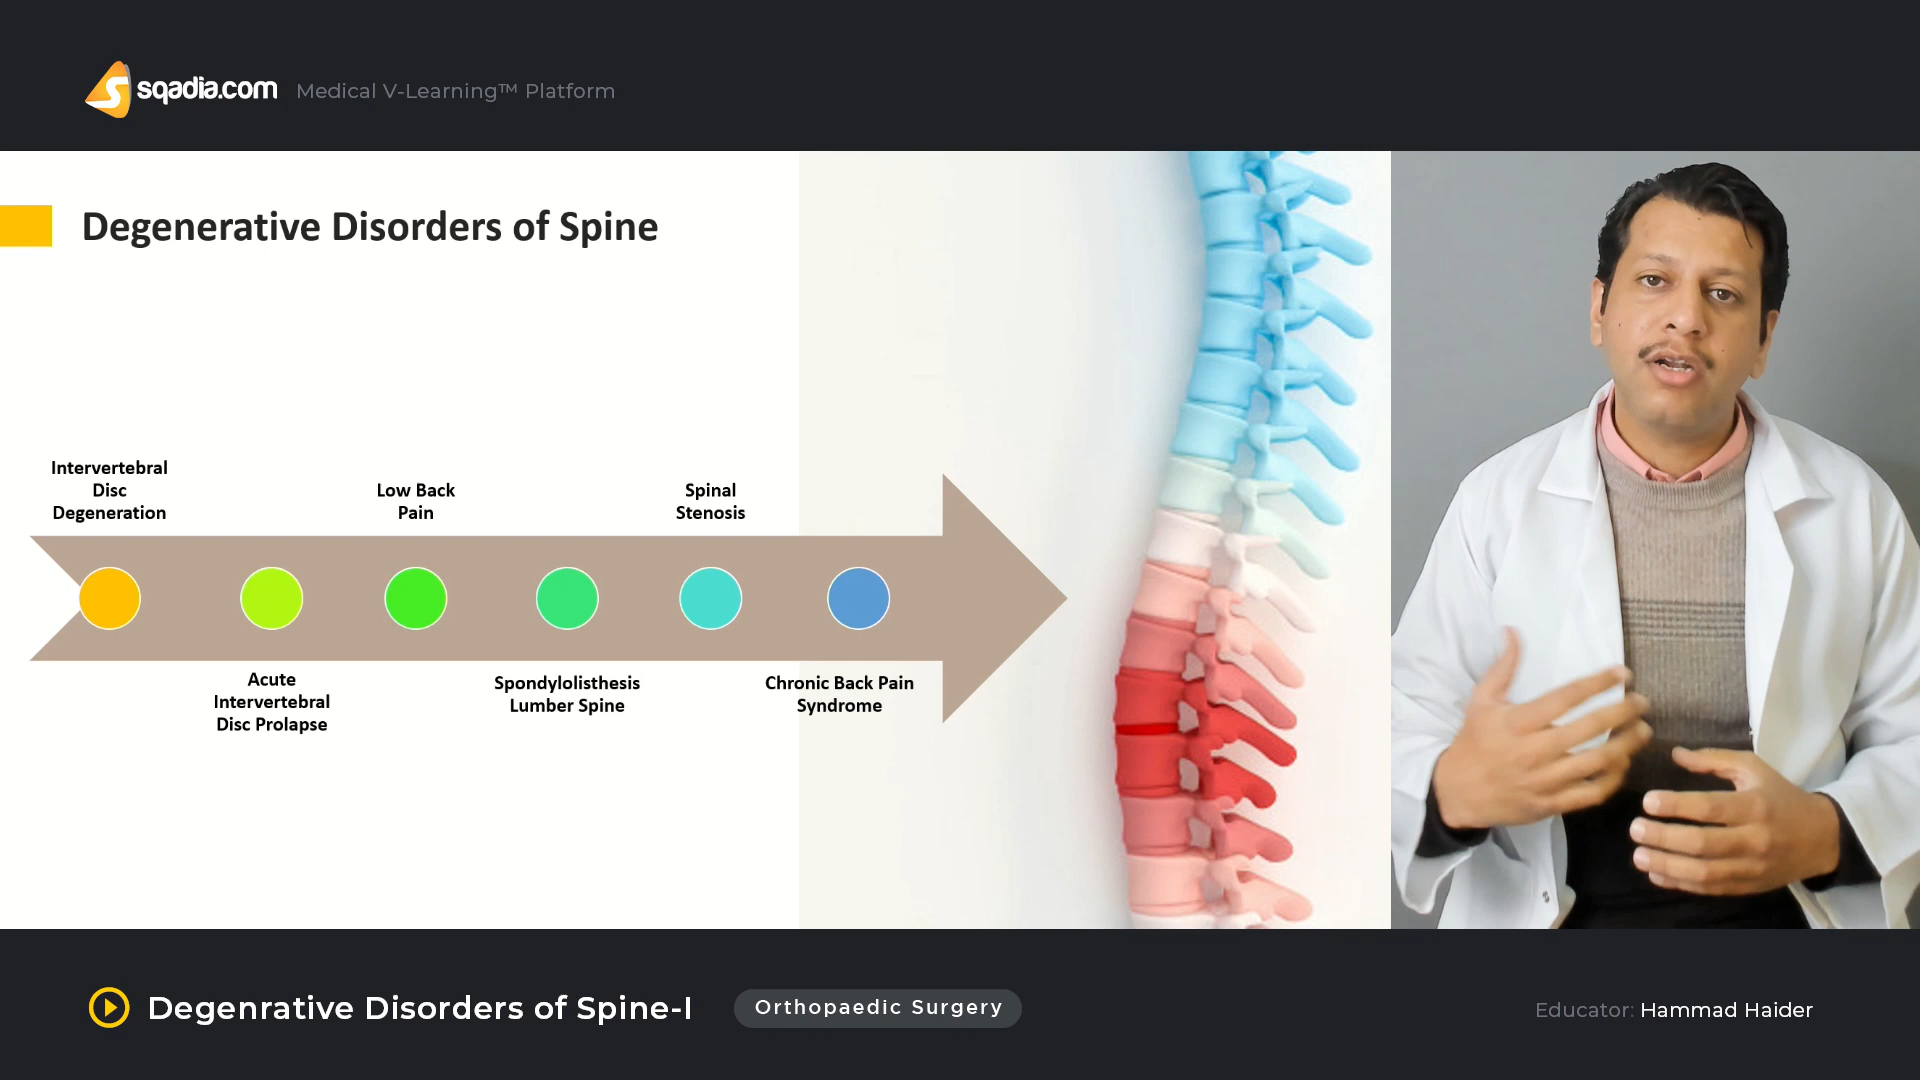 sqadia.com Medical V-Learning™ Platform
Degenerative Disorders of Spine
Intervertebral
Disc
Degeneration
Low Back
Pain
Spinal
Stenosis
Acute
Intervertebral
Disc Prolapse
Spondylolisthesis
Lumber Spine
Chronic Back Pain
Syndrome
Degenrative Disorders of Spine-I
Orthopaedic Surgery
Educator: Hammad Haider